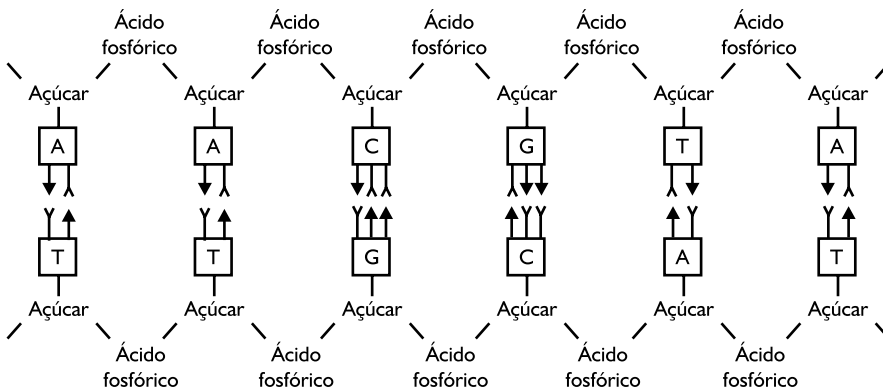 Ácido Ácido Ácido Ácido Ácido
fosfórico fosfórico fosfórico fosfórico fosfórico
Açúcar Açúcar Açúcar Açúcar Açúcar Açúcar
A A C G T A
T T G C A T
Açúcar Açúcar Açúcar Açúcar Açúcar Açúcar
Ácido Ácido Ácido Ácido Ácido
fosfórico fosfórico fosfórico fosfórico fosfórico